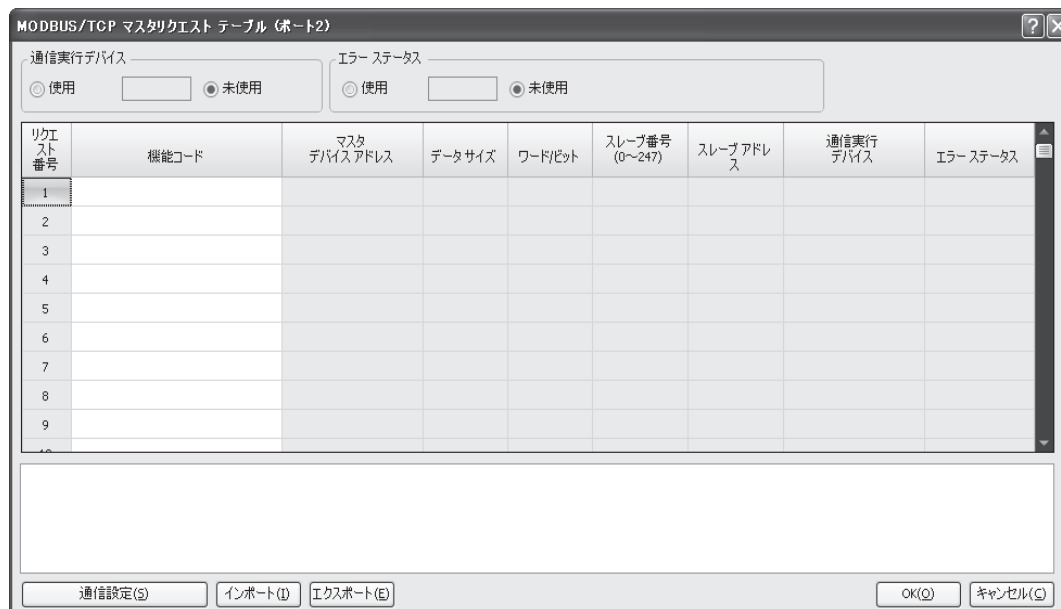 MODBUS/TCP マスタリクエスト テーブル (ポート2)
通信実行デバイス
使用
未使用
エラー ステータス
使用
未使用
リクエ
スト
番号
機能コード
マスタ
デバイス アドレス
データ サイズ
ワード/ビット
スレーブ番号
(0～247)
スレーブ アドレ
ス
通信実行
デバイス
エラー ステータス
1
2
3
4
5
6
7
8
9
通信設定(S)
インポート(I)
エクスポート(E)
OK(O)
キャンセル(C)